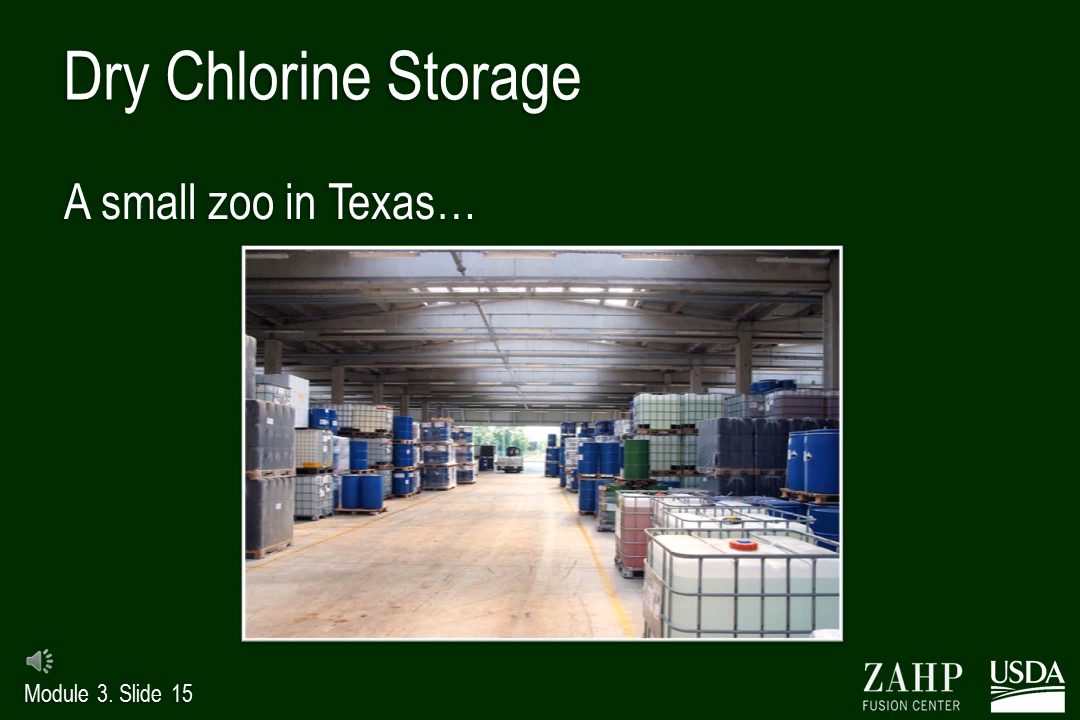 Dry Chlorine Storage
A small zoo in Texas…
Module 3. Slide 15
ZAHP
FUSION CENTER
USDA